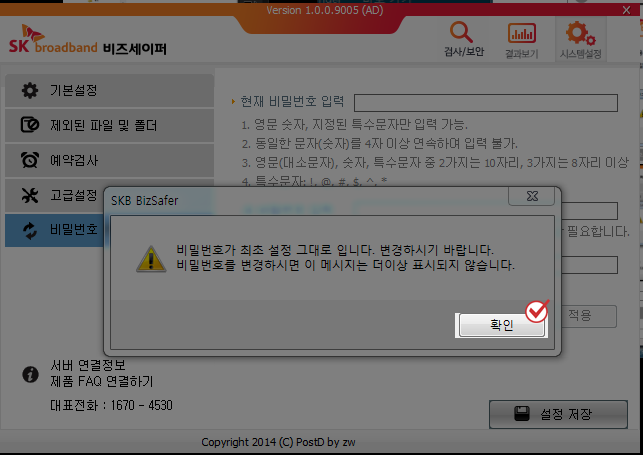 Version 1.0.0.9005 (AD)
SK broadband 비즈세이퍼
검사/보안
결과보기
시스템설정
기본설정
제외된 파일 및 폴더
예약검사
고급설정
비밀번호
현재 비밀번호 입력
1. 영문 숫자, 지정된 특수문자만 입력 가능.
2. 동일한 문자(숫자)를 4자 이상 연속하여 입력 불가.
3. 영문(대소문자), 숫자, 특수문자 중 2가지는 10자리, 3가지는 8자리 이상
4. 특수문자: !, @, #, $, ^, *
필요합니다.
SKB BizSafer
비밀번호가 최초 설정 그대로 입니다. 변경하시기 바랍니다.
비밀번호를 변경하시면 이 메시지는 더이상 표시되지 않습니다.
확인
적용
서버 연결정보
제품 FAQ 연결하기
대표전화 : 1670 - 4530
설정 저장
Copyright 2014 (C) PostD by zw